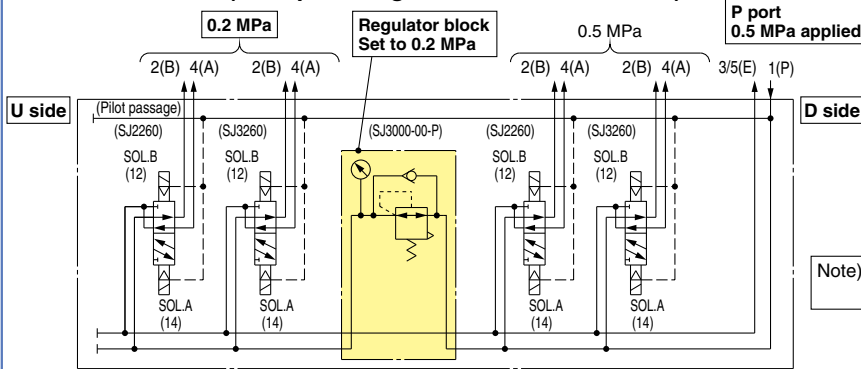 0.2 MPa
Regulator block
Set to 0.2 MPa
0.5 MPa
P port
0.5 MPa applied
2(B) 4(A)
2(B) 4(A)
2(B) 4(A)
2(B) 4(A)
3/5(E) 1(P)
U side
(Pilot passage)
D side
(SJ2260)
(SJ3260)
(SJ3000-00-P)
(SJ2260)
(SJ3260)
SOL.B
(12)
SOL.B
(12)
SOL.B
(12)
SOL.B
(12)
Note)
SOL.A
(14)
SOL.A
(14)
SOL.A
(14)
SOL.A
(14)